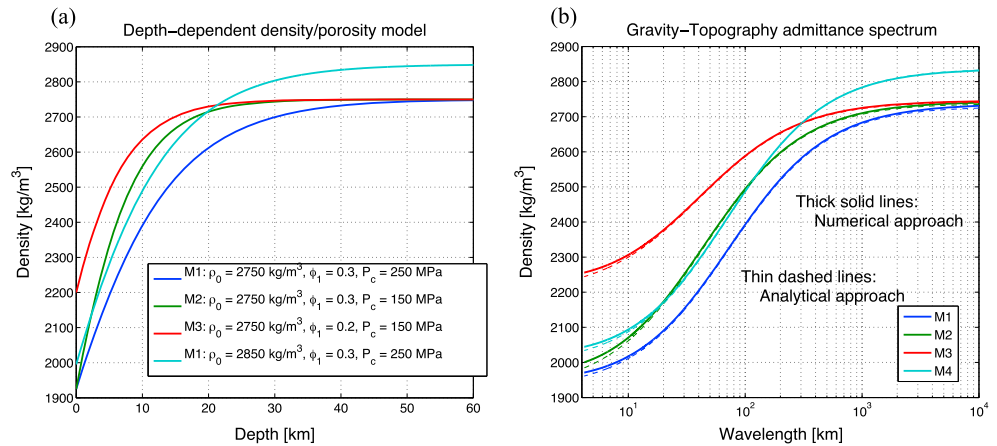 (a)
Depth–dependent density/porosity model
2900
2800
2700
2600
2500
2400
2300
2200
2100
2000
1900
Density [kg/m³]
M1: ρ₀ = 2750 kg/m³, ϕ₁ = 0.3, P_c = 250 MPa
M2: ρ₀ = 2750 kg/m³, ϕ₁ = 0.3, P_c = 150 MPa
M3: ρ₀ = 2750 kg/m³, ϕ₁ = 0.2, P_c = 150 MPa
M1: ρ₀ = 2850 kg/m³, ϕ₁ = 0.3, P_c = 250 MPa
0 10 20 30 40 50 60
Depth [km]
(b)
Gravity–Topography admittance spectrum
2900
2800
2700
2600
2500
2400
2300
2200
2100
2000
1900
Density [kg/m³]
Thick solid lines:
Numerical approach
Thin dashed lines:
Analytical approach
M1
M2
M3
M4
10¹ 10² 10³ 10⁴
Wavelength [km]